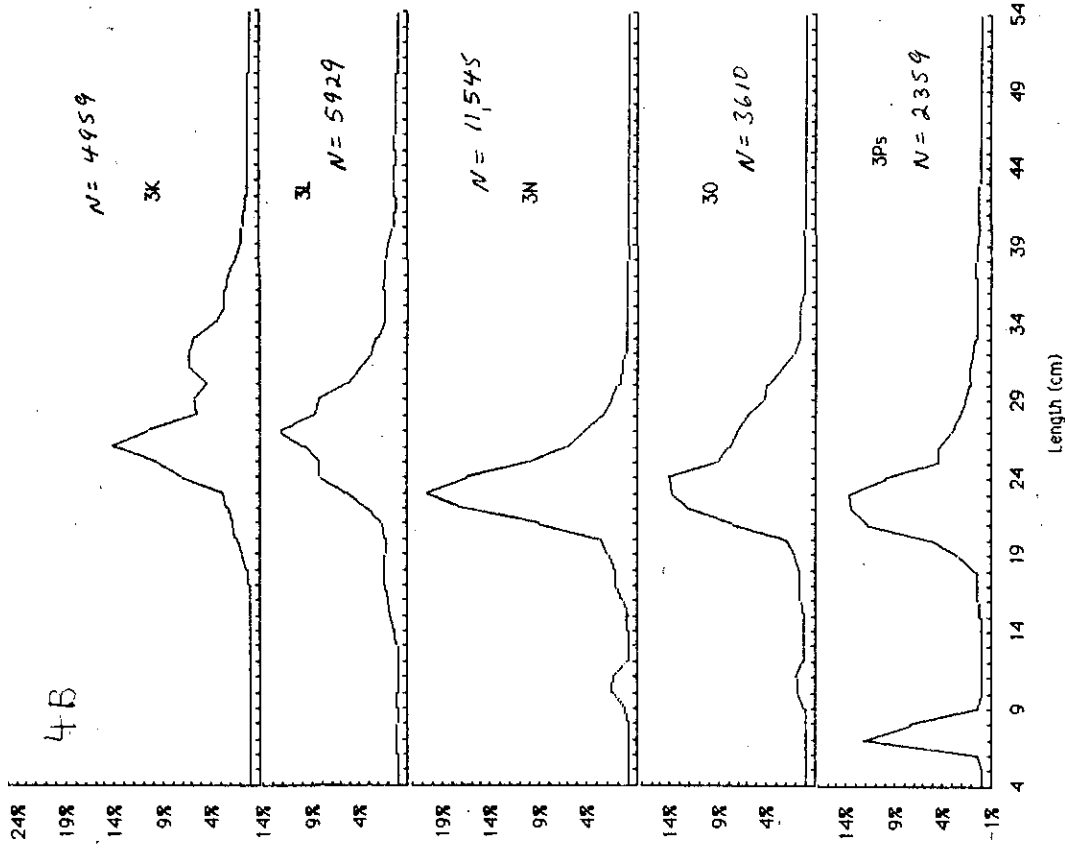 4B
24%
19%
14%
9%
4%
N = 4959
3K
14%
9%
4%
3L
N = 5929
19%
14%
9%
4%
N = 11,545
3N
14%
9%
4%
3O
N = 3610
14%
9%
4%
-1%
3Ps
N = 2359
4 9 14 19 24 29 34 39 44 49 54
Length (cm)